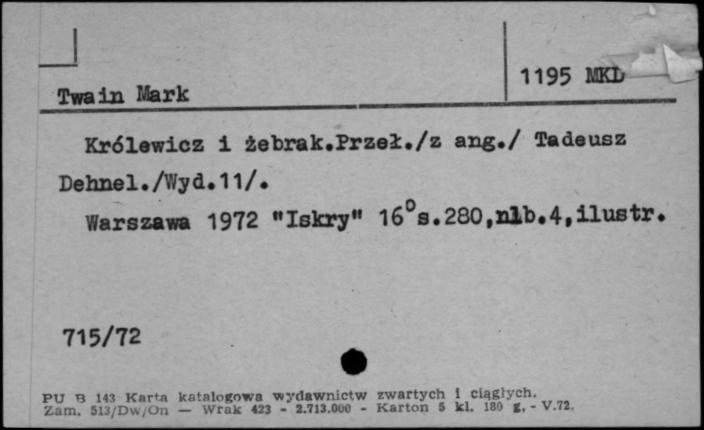 1195 MKD
Twain Mark
Królewicz i żebrak.Przeł./z ang./ Tadeusz
Dehnel./Wyd.11/.
Warszawa 1972 "Iskry" 16° s.280,nlb.4,ilustr.
715/72
PU B 143 Karta katalogowa wydawnictw zwartych i ciągłych.
Zam. 513/Dw/On — Wrak 423 - 2.713.000 - Karton 5 kl. 180 g. - V.72.